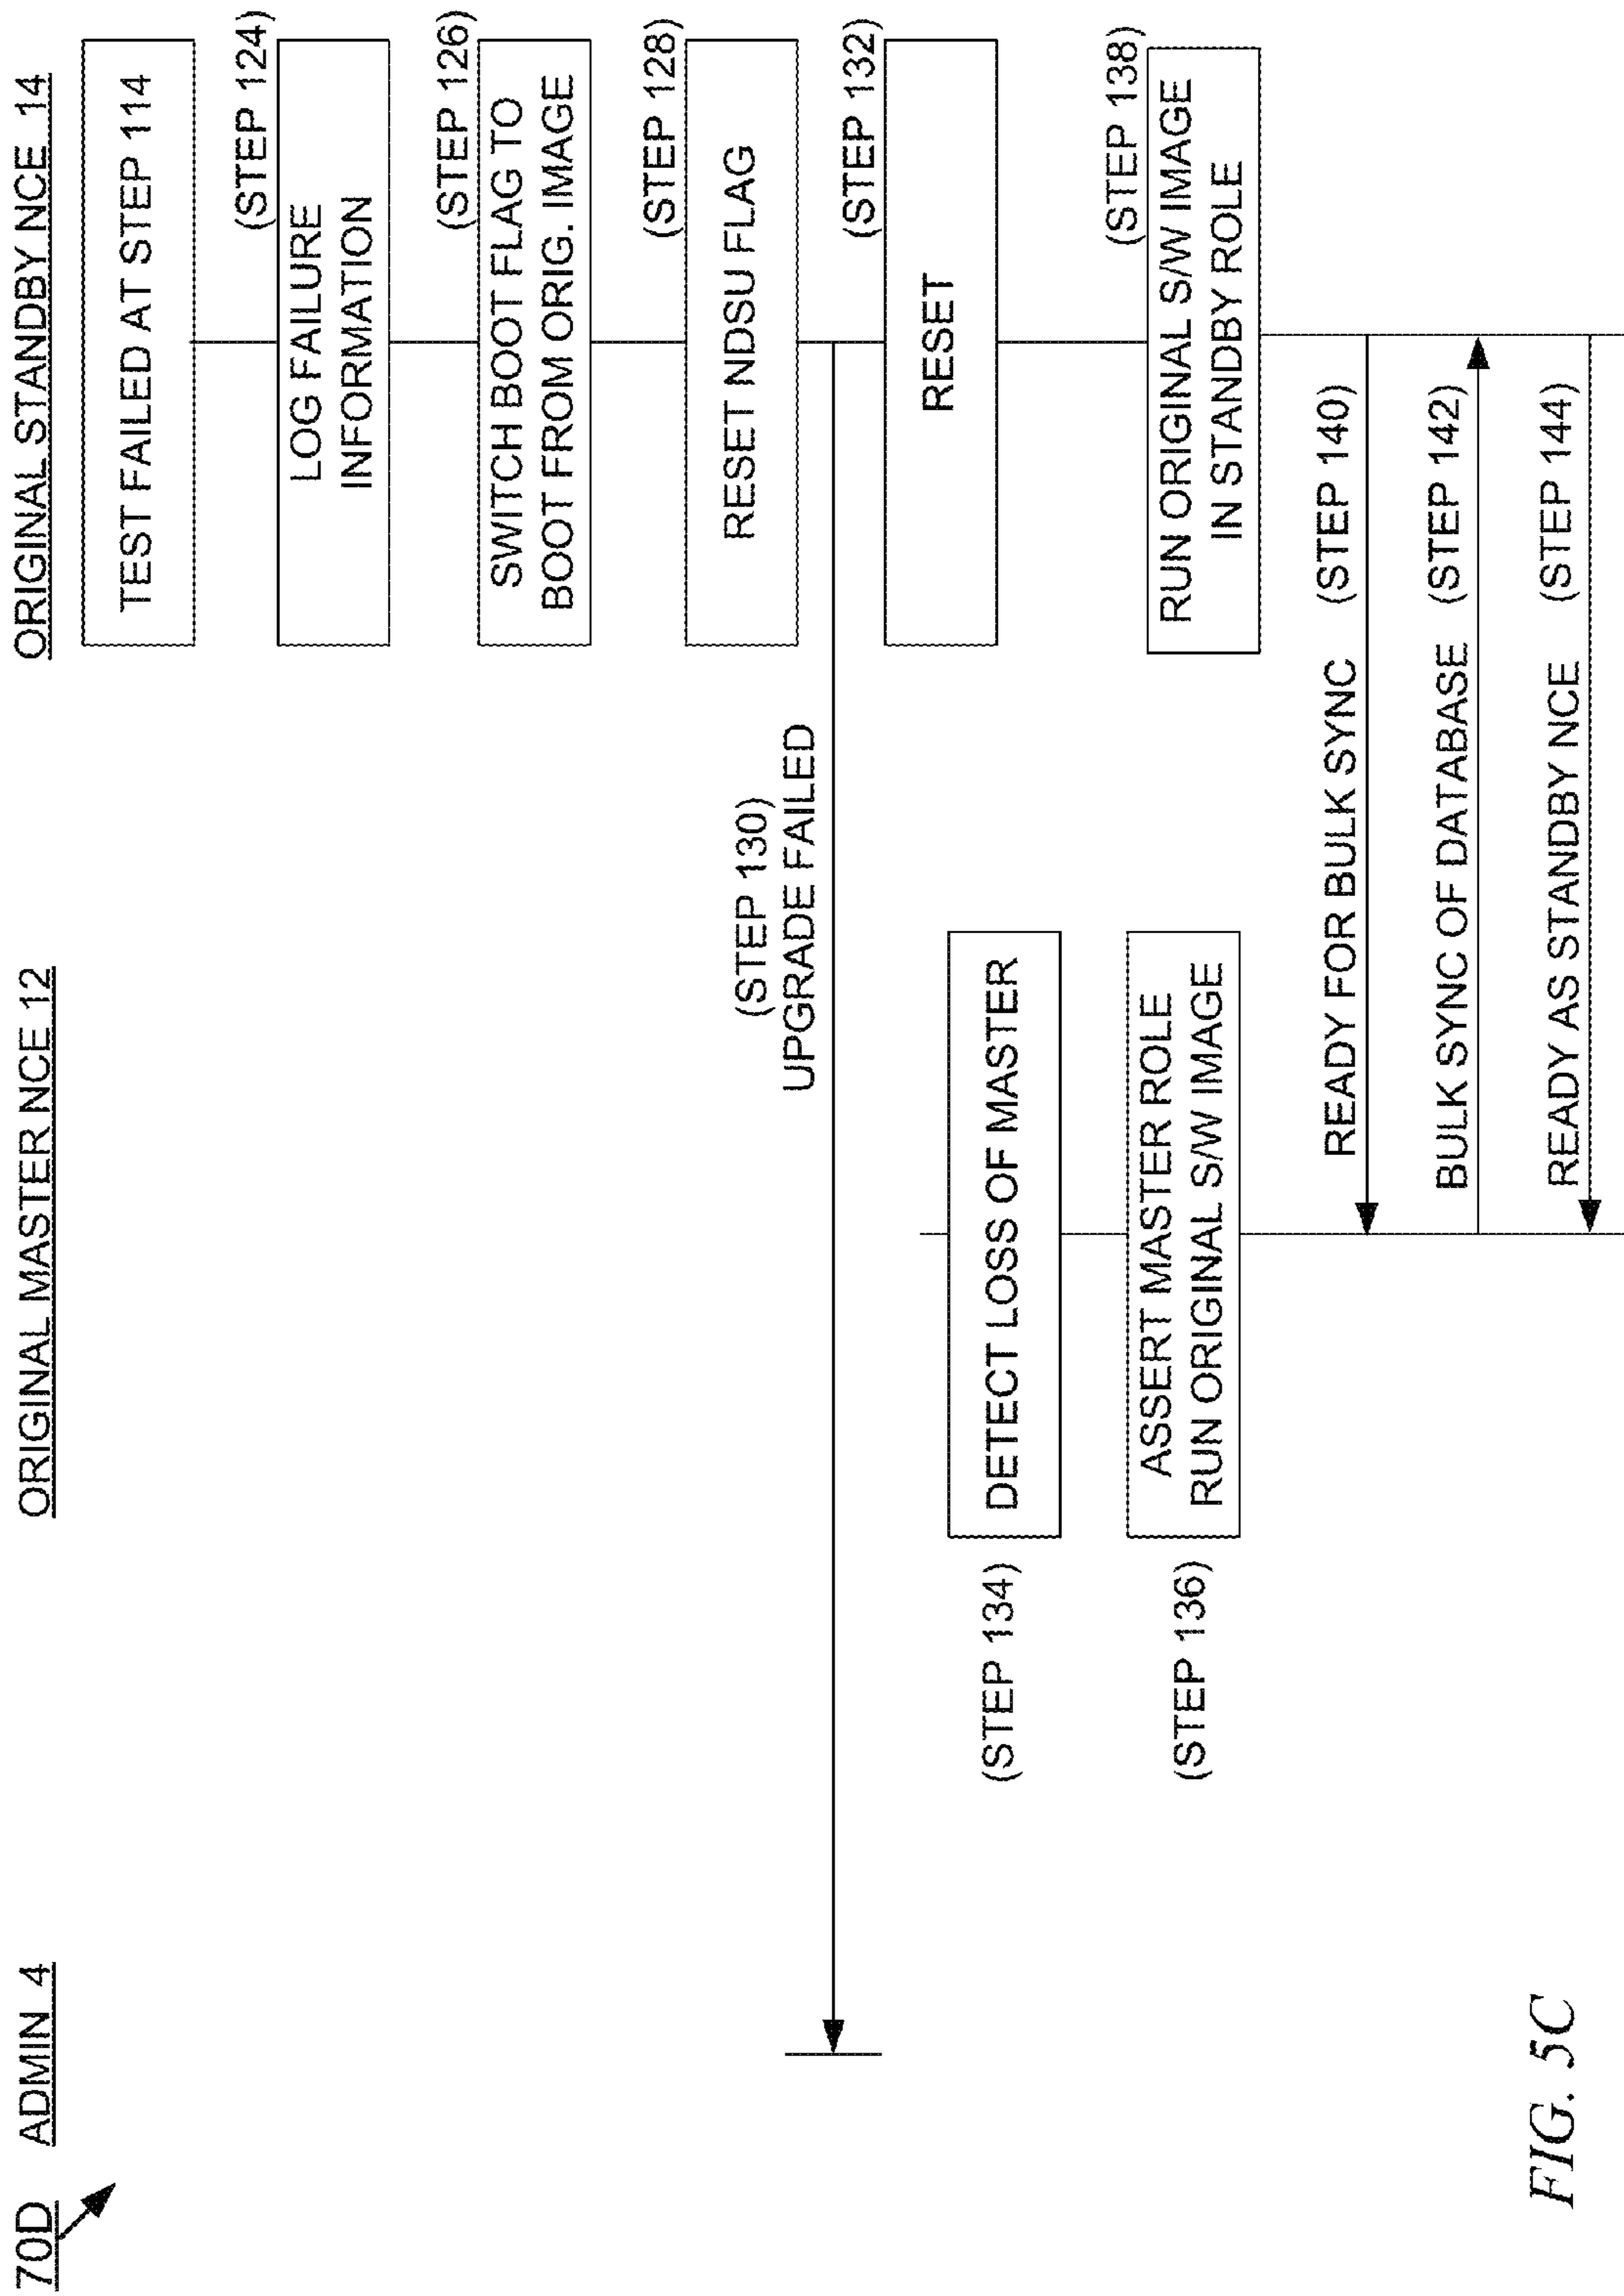 70D
ADMIN 4
ORIGINAL MASTER NCE 12
ORIGINAL STANDBY NCE 14
TEST FAILED AT STEP 114
(STEP 124)
LOG FAILURE
INFORMATION
(STEP 126)
SWITCH BOOT FLAG TO
BOOT FROM ORIG. IMAGE
(STEP 128)
RESET NDSU FLAG
(STEP 130)
UPGRADE FAILED
(STEP 132)
RESET
(STEP 134)
DETECT LOSS OF MASTER
(STEP 136)
ASSERT MASTER ROLE
RUN ORIGINAL S/W IMAGE
(STEP 138)
RUN ORIGINAL S/W IMAGE
IN STANDBY ROLE
READY FOR BULK SYNC (STEP 140)
BULK SYNC OF DATABASE (STEP 142)
READY AS STANDBY NCE (STEP 144)
FIG. 5C